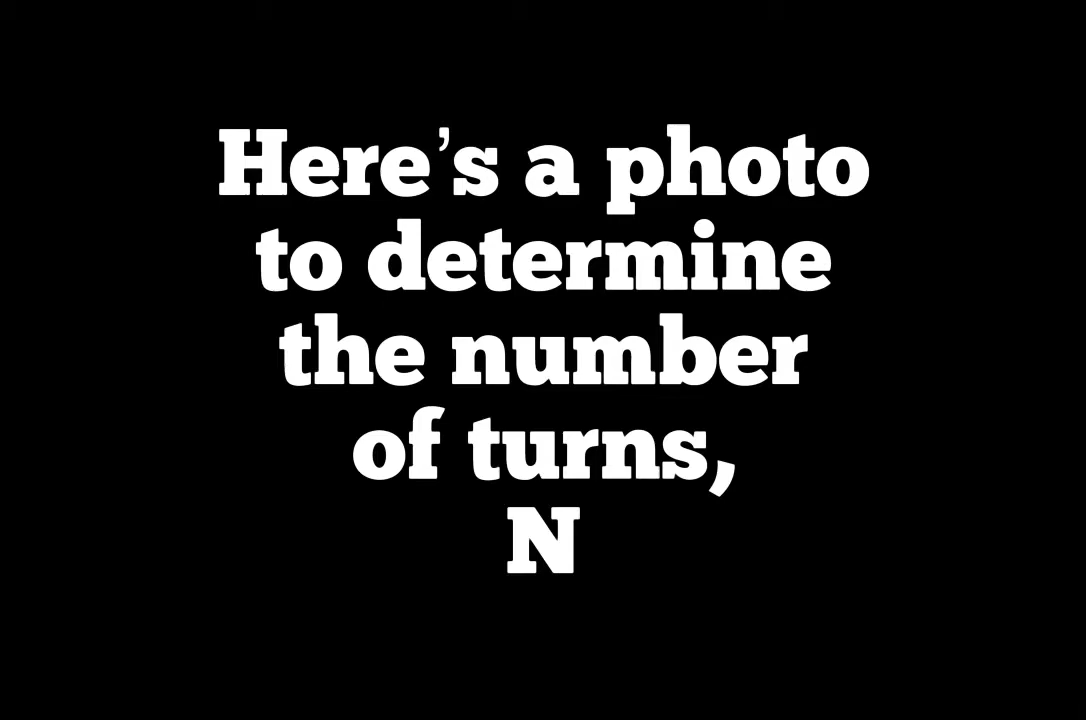 Here’s a photo
to determine
the number
of turns,
N